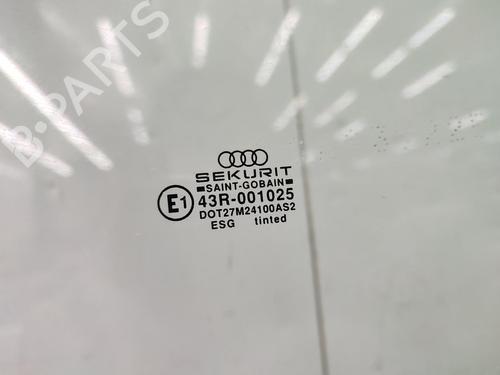 B-PARTS
SEKURIT
SAINT-GOBAIN
E1 43R-001025
DOT27M24100AS2
ESG tinted